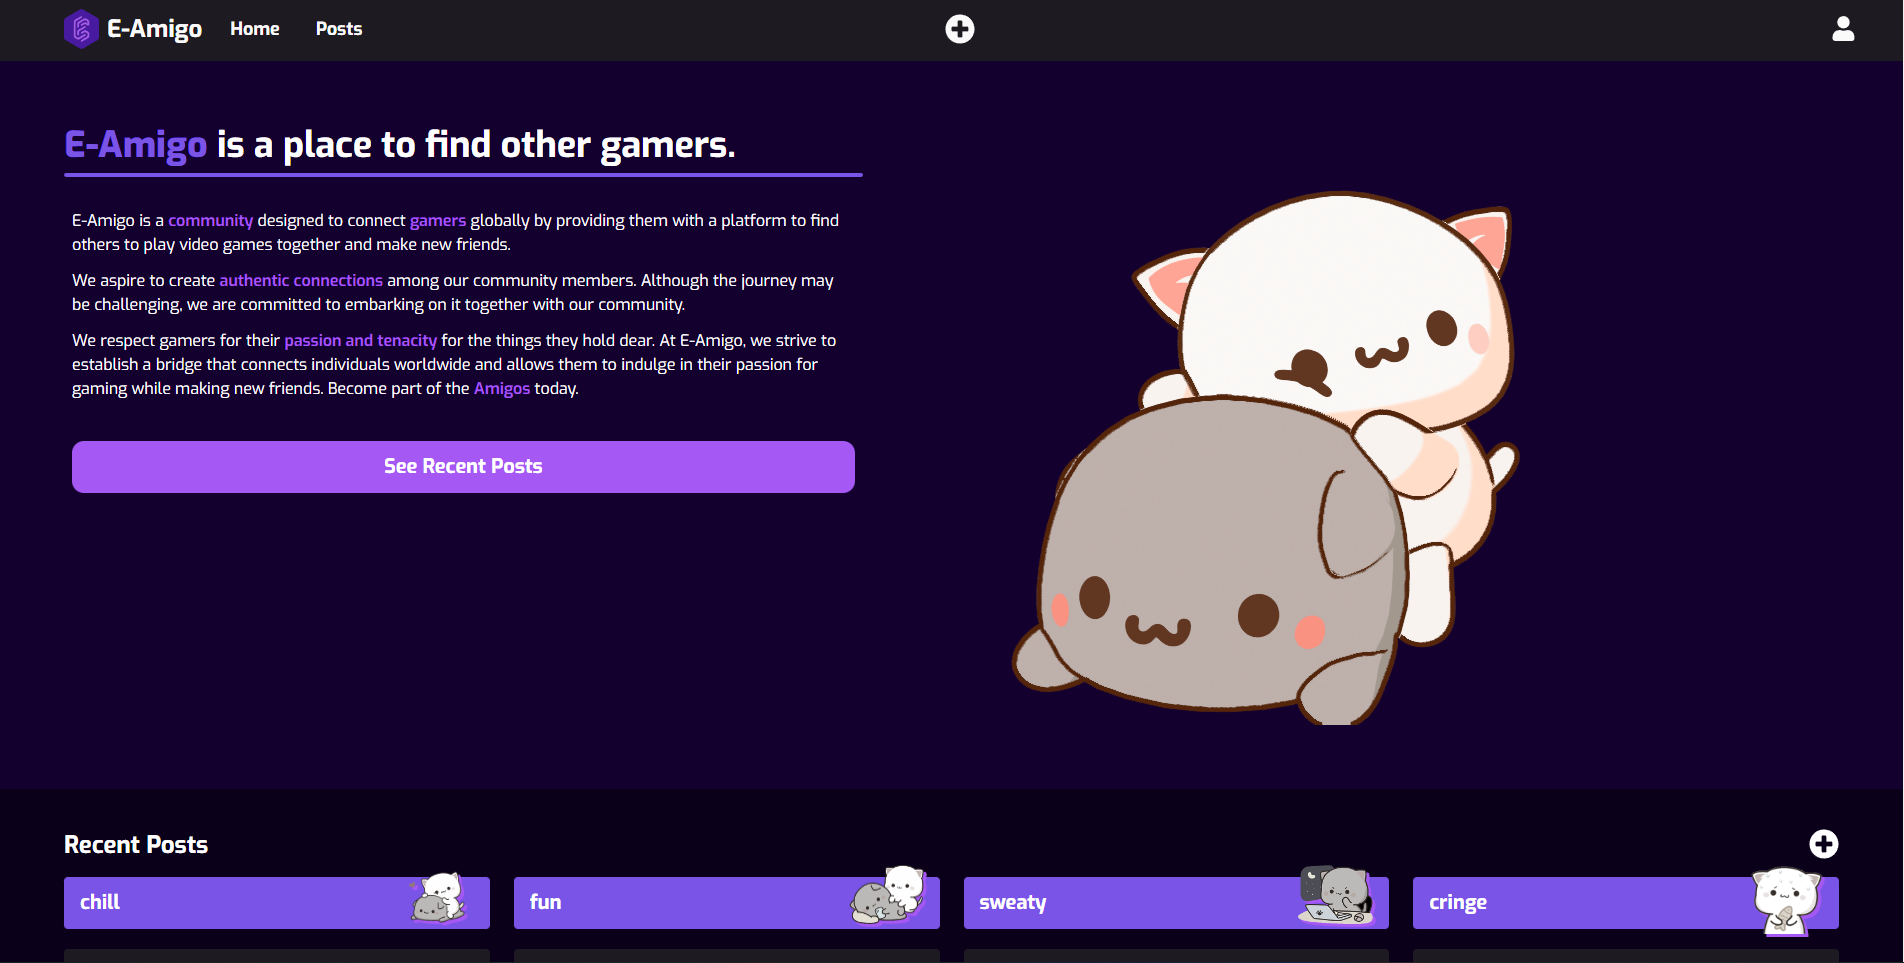 E-Amigo Home Posts
E-Amigo is a place to find other gamers.
E-Amigo is a community designed to connect gamers globally by providing them with a platform to find
others to play video games together and make new friends.
We aspire to create authentic connections among our community members. Although the journey may
be challenging, we are committed to embarking on it together with our community.
We respect gamers for their passion and tenacity for the things they hold dear. At E-Amigo, we strive to
establish a bridge that connects individuals worldwide and allows them to indulge in their passion for
gaming while making new friends. Become part of the Amigos today.
See Recent Posts
Recent Posts
chill fun sweaty cringe